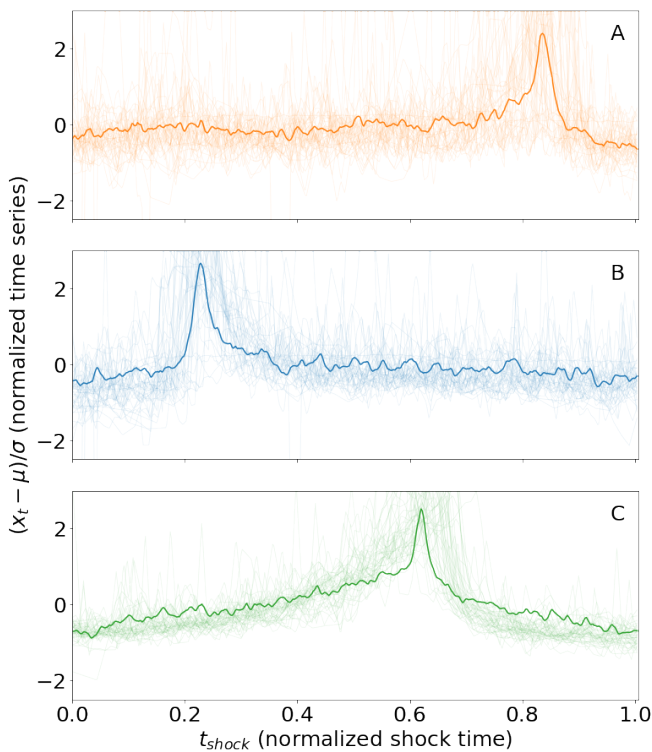 A
2
0
−2
B
2
0
−2
C
2
0
−2
0.0 0.2 0.4 0.6 0.8 1.0
t_shock (normalized shock time)
(x_t − μ)/σ (normalized time series)